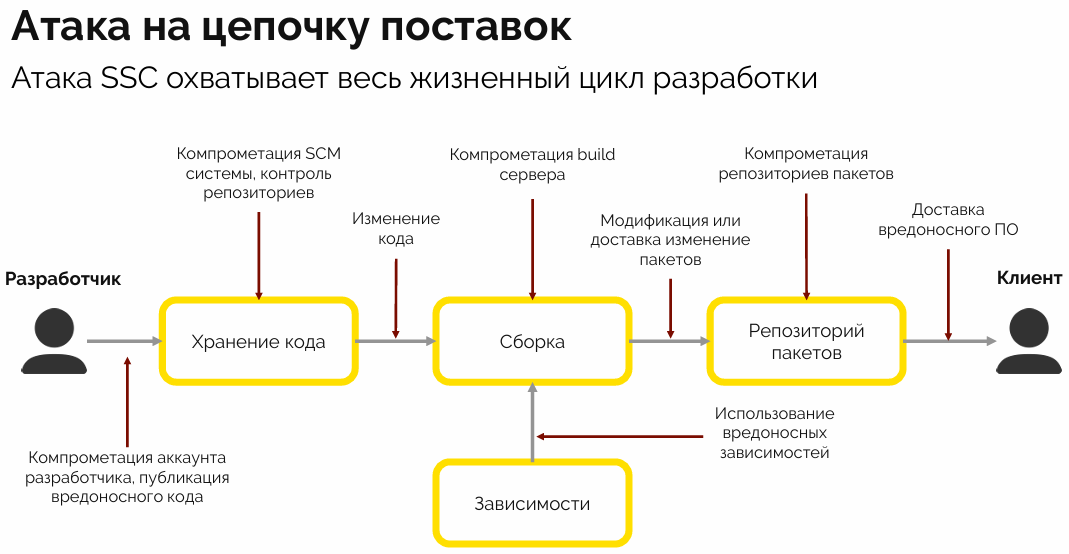 Атака на цепочку поставок
Атака SSC охватывает весь жизненный цикл разработки
Компрометация SCM
системы, контроль
репозиториев
Изменение
кода
Компрометация build
сервера
Модификация или
доставка изменение
пакетов
Компрометация
репозиториев пакетов
Доставка
вредоносного ПО
Разработчик
Хранение кода
Сборка
Репозиторий
пакетов
Клиент
Компрометация аккаунта
разработчика, публикация
вредоносного кода
Использование
вредоносных
зависимостей
Зависимости